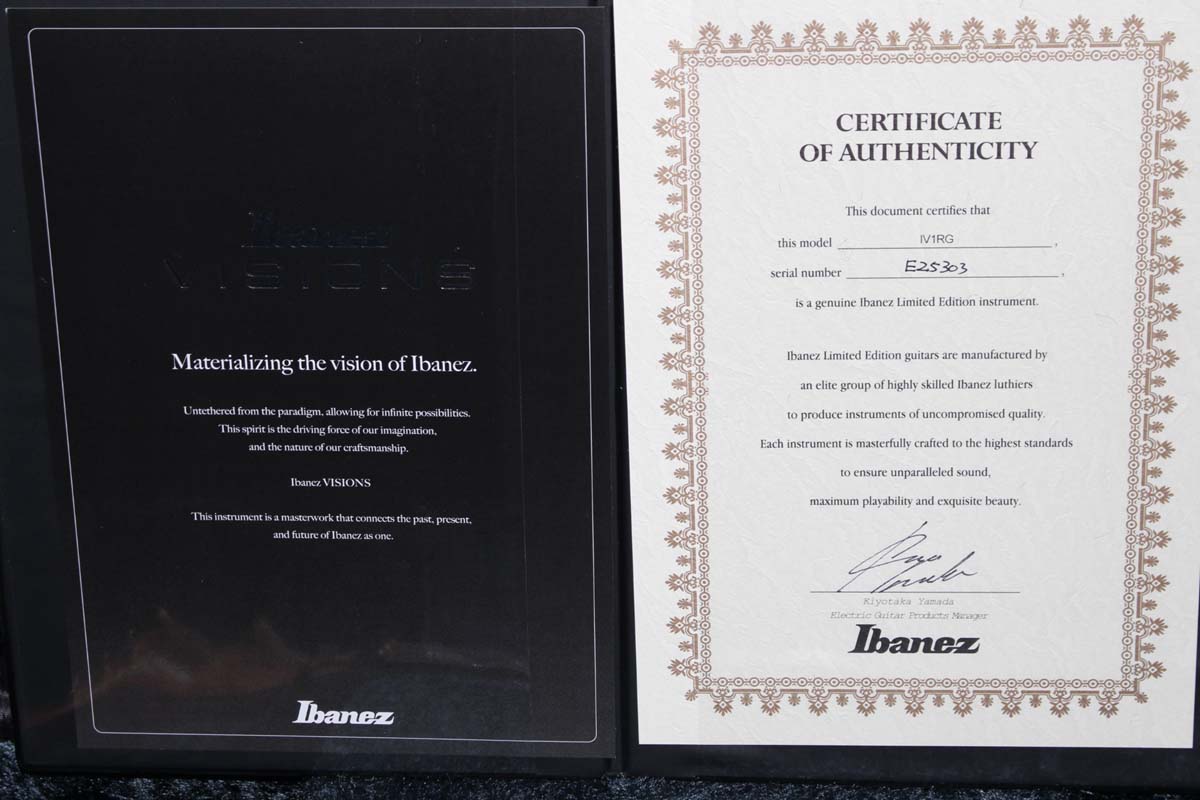 Ibanez
VISIONS
Materializing the vision of Ibanez.
Untethered from the paradigm, allowing for infinite possibilities.
This spirit is the driving force of our imagination,
and the nature of our craftsmanship.
Ibanez VISIONS
This instrument is a masterwork that connects the past, present,
and future of Ibanez as one.
Ibanez
CERTIFICATE
OF AUTHENTICITY
This document certifies that
this model IV1RG,
serial number E25303,
is a genuine Ibanez Limited Edition instrument.
Ibanez Limited Edition guitars are manufactured by
an elite group of highly skilled Ibanez luthiers
to produce instruments of uncompromised quality.
Each instrument is masterfully crafted to the highest standards
to ensure unparalleled sound,
maximum playability and exquisite beauty.
Kiyotaka Yamada
Electric Guitar Products Manager
Ibanez